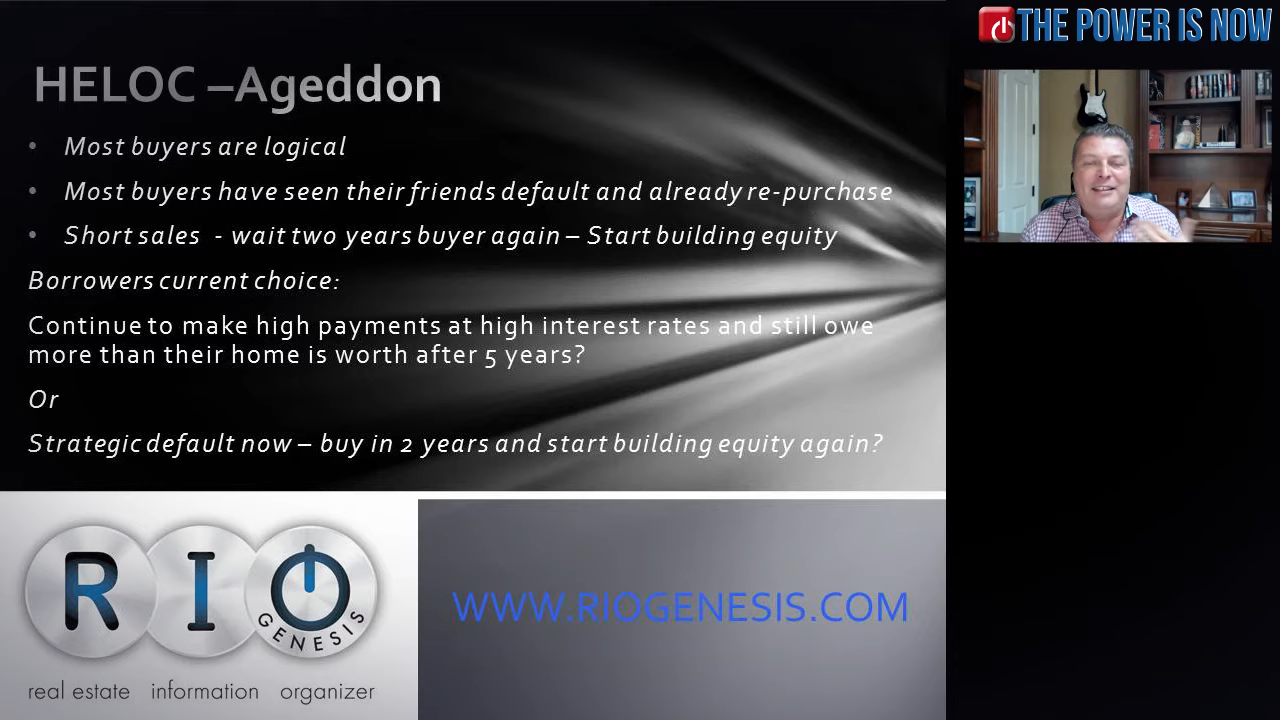 HELOC –Ageddon
• Most buyers are logical
• Most buyers have seen their friends default and already re-purchase
• Short sales - wait two years buyer again – Start building equity
Borrowers current choice:
Continue to make high payments at high interest rates and still owe
more than their home is worth after 5 years?
Or
Strategic default now – buy in 2 years and start building equity again?
THE POWER IS NOW
RIO
GENESIS
real estate information organizer
WWW.RIOGENESIS.COM